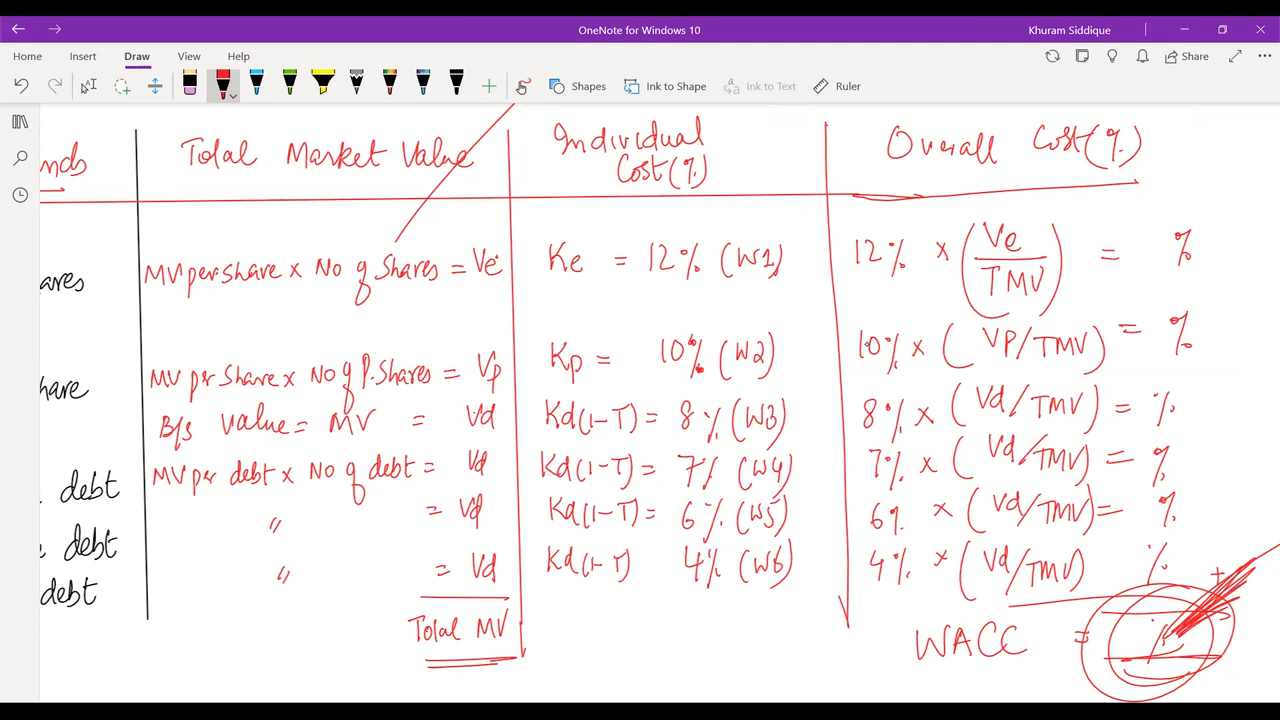 OneNote for Windows 10
Khuram Siddique
Home Insert Draw View Help
Share
Shapes Ink to Shape Ink to Text Ruler
nds Total Market Value Individual Cost(%) Overall Cost(%)
ares MV per share x No of Shares = Ve Ke = 12% (W1) 12% x (Ve/TMV) = %
hare MV per Share x No of P.Shares = Vp Kp = 10% (W2) 10% x (VP/TMV) = %
B/s value = MV = Vd Kd(1-T) = 8% (W3) 8% x (Vd/TMV) = %
debt MV per debt x No of debt = Vd Kd(1-T) = 7% (W4) 7% x (Vd/TMV) = %
debt " = Vd Kd(1-T) = 6% (W5) 6% x (Vd/TMV) = %
debt " = Vd Kd(1-T) 4% (W6) 4% x (Vd/TMV) %
Total MV WACC = %